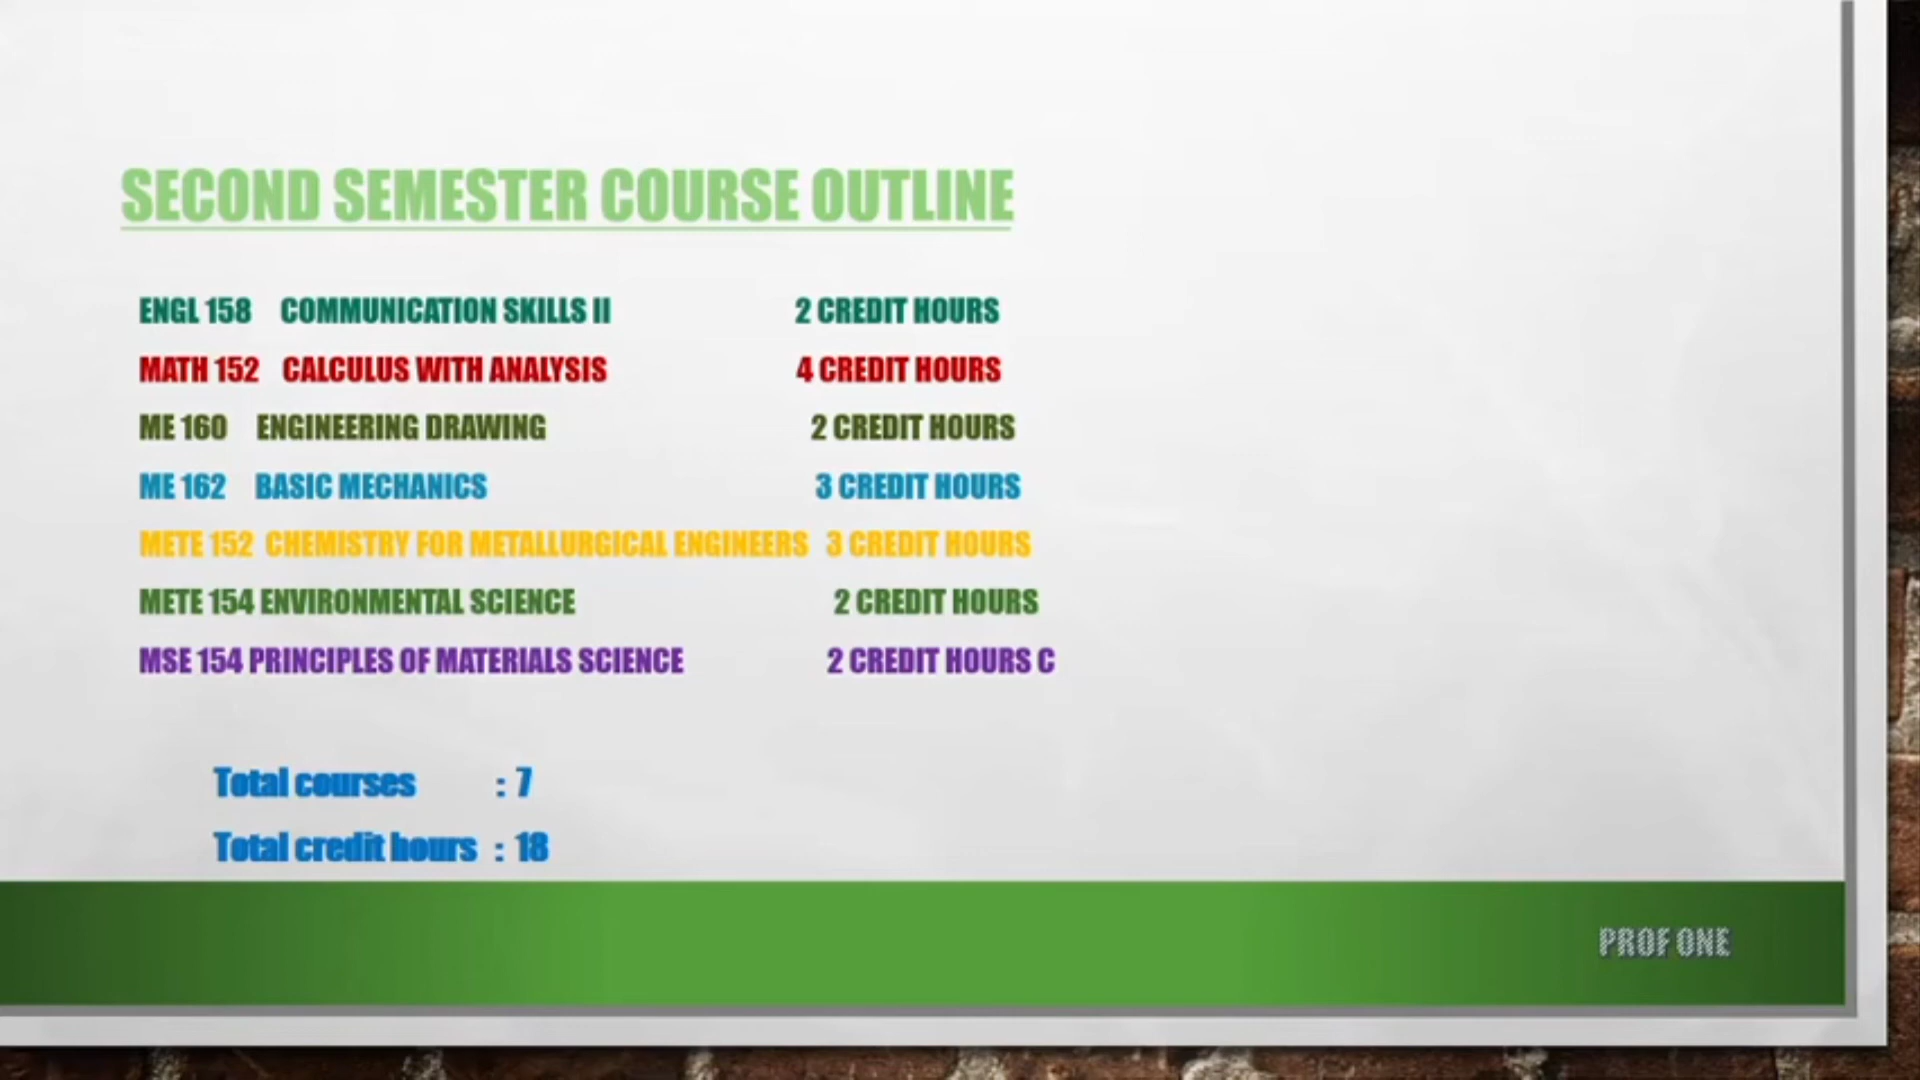 SECOND SEMESTER COURSE OUTLINE
ENGL 158 COMMUNICATION SKILLS II 2 CREDIT HOURS
MATH 152 CALCULUS WITH ANALYSIS 4 CREDIT HOURS
ME 160 ENGINEERING DRAWING 2 CREDIT HOURS
ME 162 BASIC MECHANICS 3 CREDIT HOURS
METE 152 CHEMISTRY FOR METALLURGICAL ENGINEERS 3 CREDIT HOURS
METE 154 ENVIRONMENTAL SCIENCE 2 CREDIT HOURS
MSE 154 PRINCIPLES OF MATERIALS SCIENCE 2 CREDIT HOURS C
Total courses : 7
Total credit hours : 18
PROF ONE